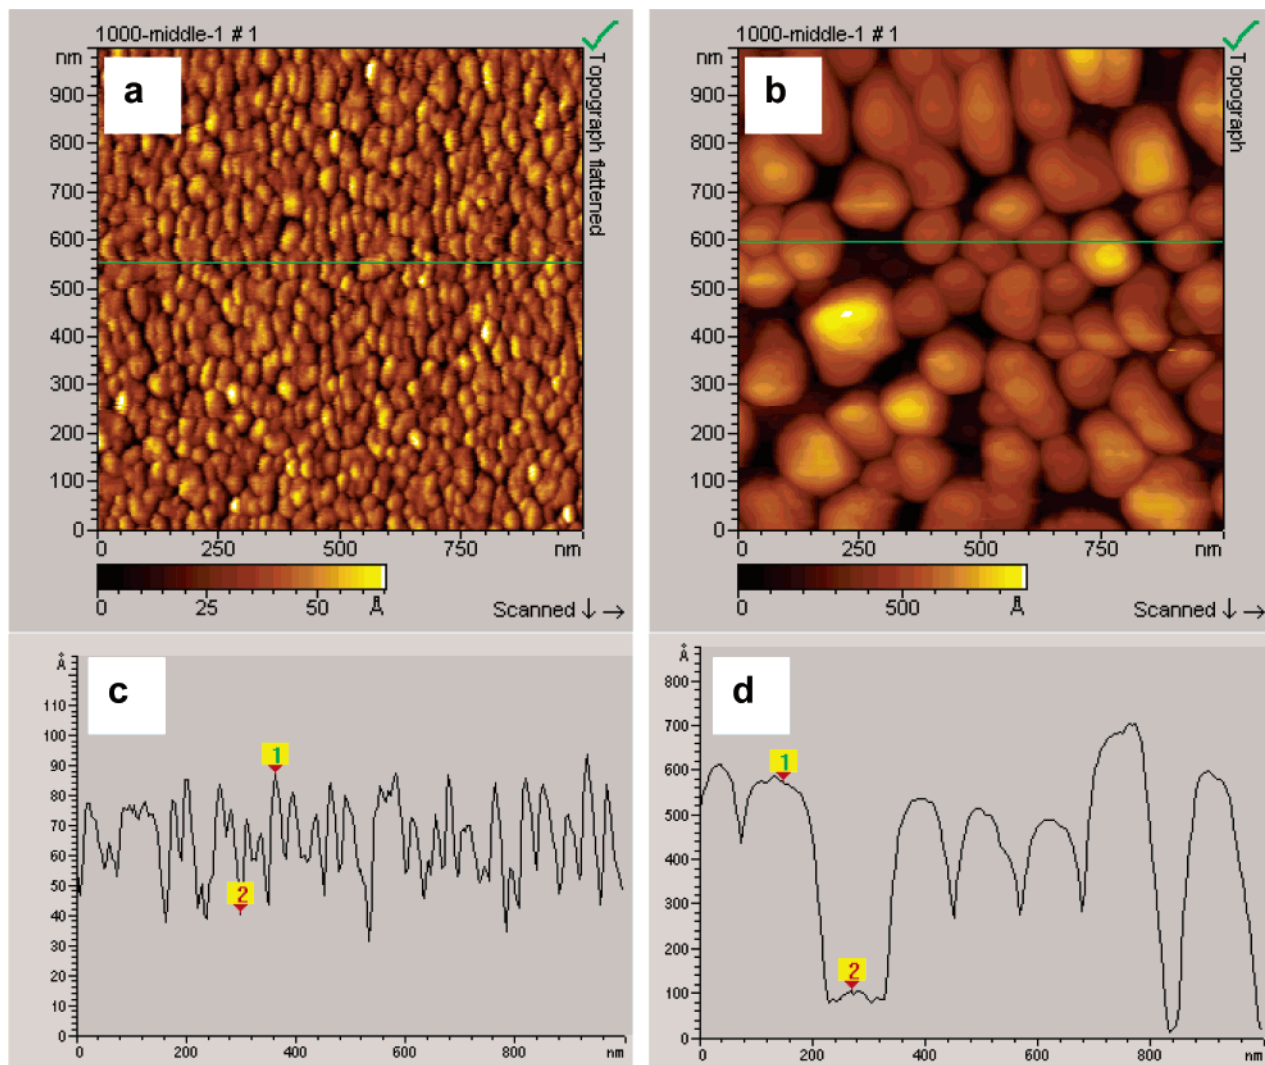 1000-middle-1 # 1
nm
900
800
700
600
500
400
300
200
100
0
a
Topograph flattened
0 250 500 750 nm
0 25 50 Å
Scanned ↓ →
1000-middle-1 # 1
nm
900
800
700
600
500
400
300
200
100
0
b
Topograph
0 250 500 750 nm
0 500 Å
Scanned ↓ →
Å
110
100
90
80
70
60
50
40
30
20
10
0
c
1
2
0 200 400 600 800 nm
Å
800
700
600
500
400
300
200
100
0
d
1
2
0 200 400 600 800 nm